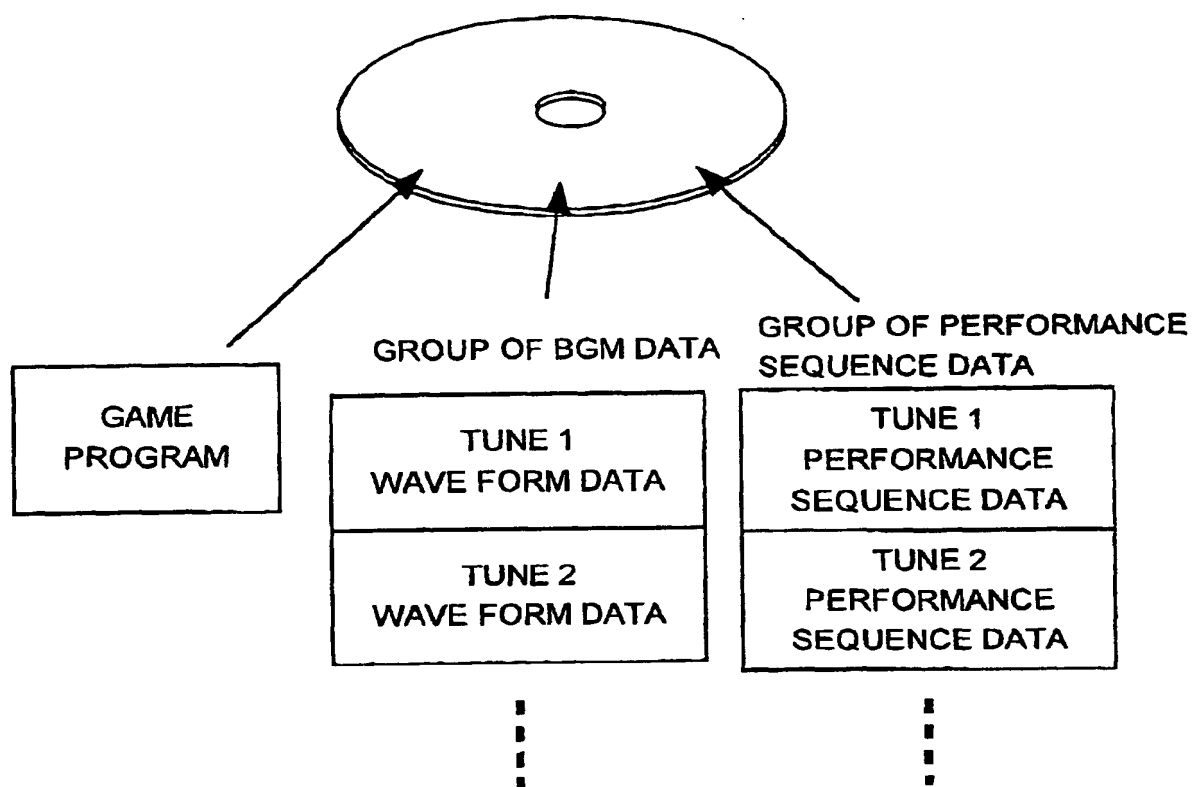 GAME
PROGRAM
GROUP OF BGM DATA
TUNE 1
WAVE FORM DATA
TUNE 2
WAVE FORM DATA
GROUP OF PERFORMANCE
SEQUENCE DATA
TUNE 1
PERFORMANCE
SEQUENCE DATA
TUNE 2
PERFORMANCE
SEQUENCE DATA